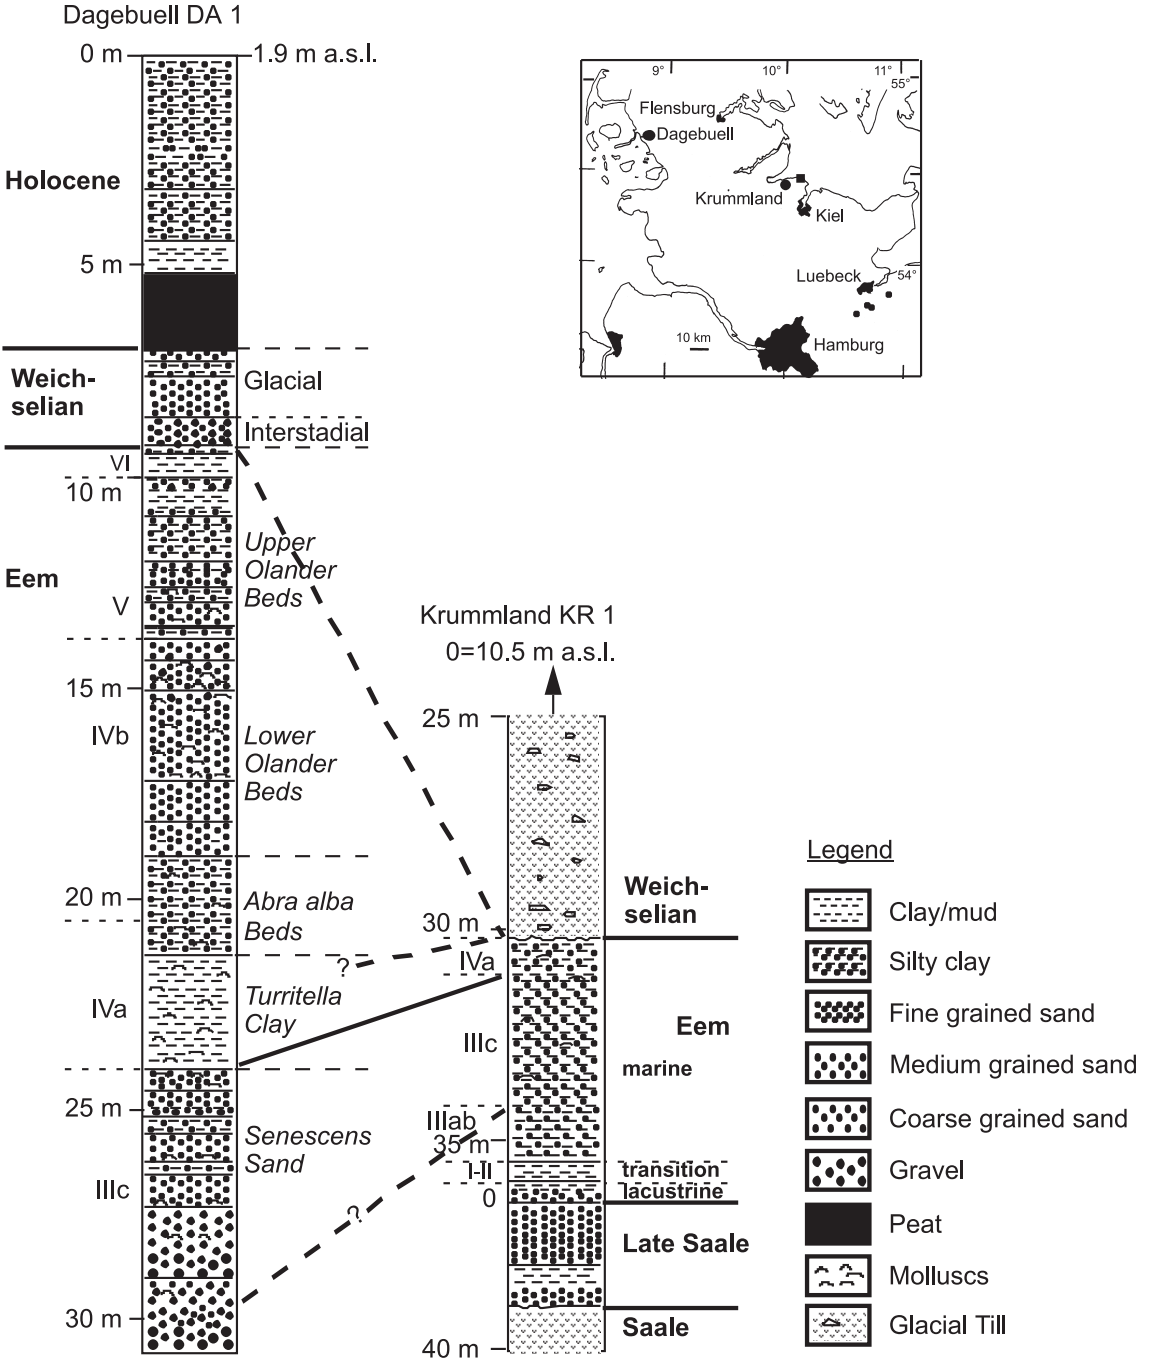 Dagebuell DA 1
0 m
1.9 m a.s.l.
Holocene
5 m
Weich-
selian
Glacial
Interstadial
VI
10 m
Eem
Upper
Olander
Beds
V
15 m
IVb
Lower
Olander
Beds
20 m
Abra alba
Beds
?
IVa
Turritella
Clay
25 m
Senescens
Sand
IIIc
?
30 m
9°
10°
11°
55°
Flensburg
Dagebuell
Krummland
Kiel
Luebeck
54°
10 km
Hamburg
Krummland KR 1
0=10.5 m a.s.l.
25 m
30 m
Weich-
selian
IVa
Eem
IIIc
marine
IIIab
35 m
I-II
transition
lacustrine
0
Late Saale
Saale
40 m
Legend
Clay/mud
Silty clay
Fine grained sand
Medium grained sand
Coarse grained sand
Gravel
Peat
Molluscs
Glacial Till